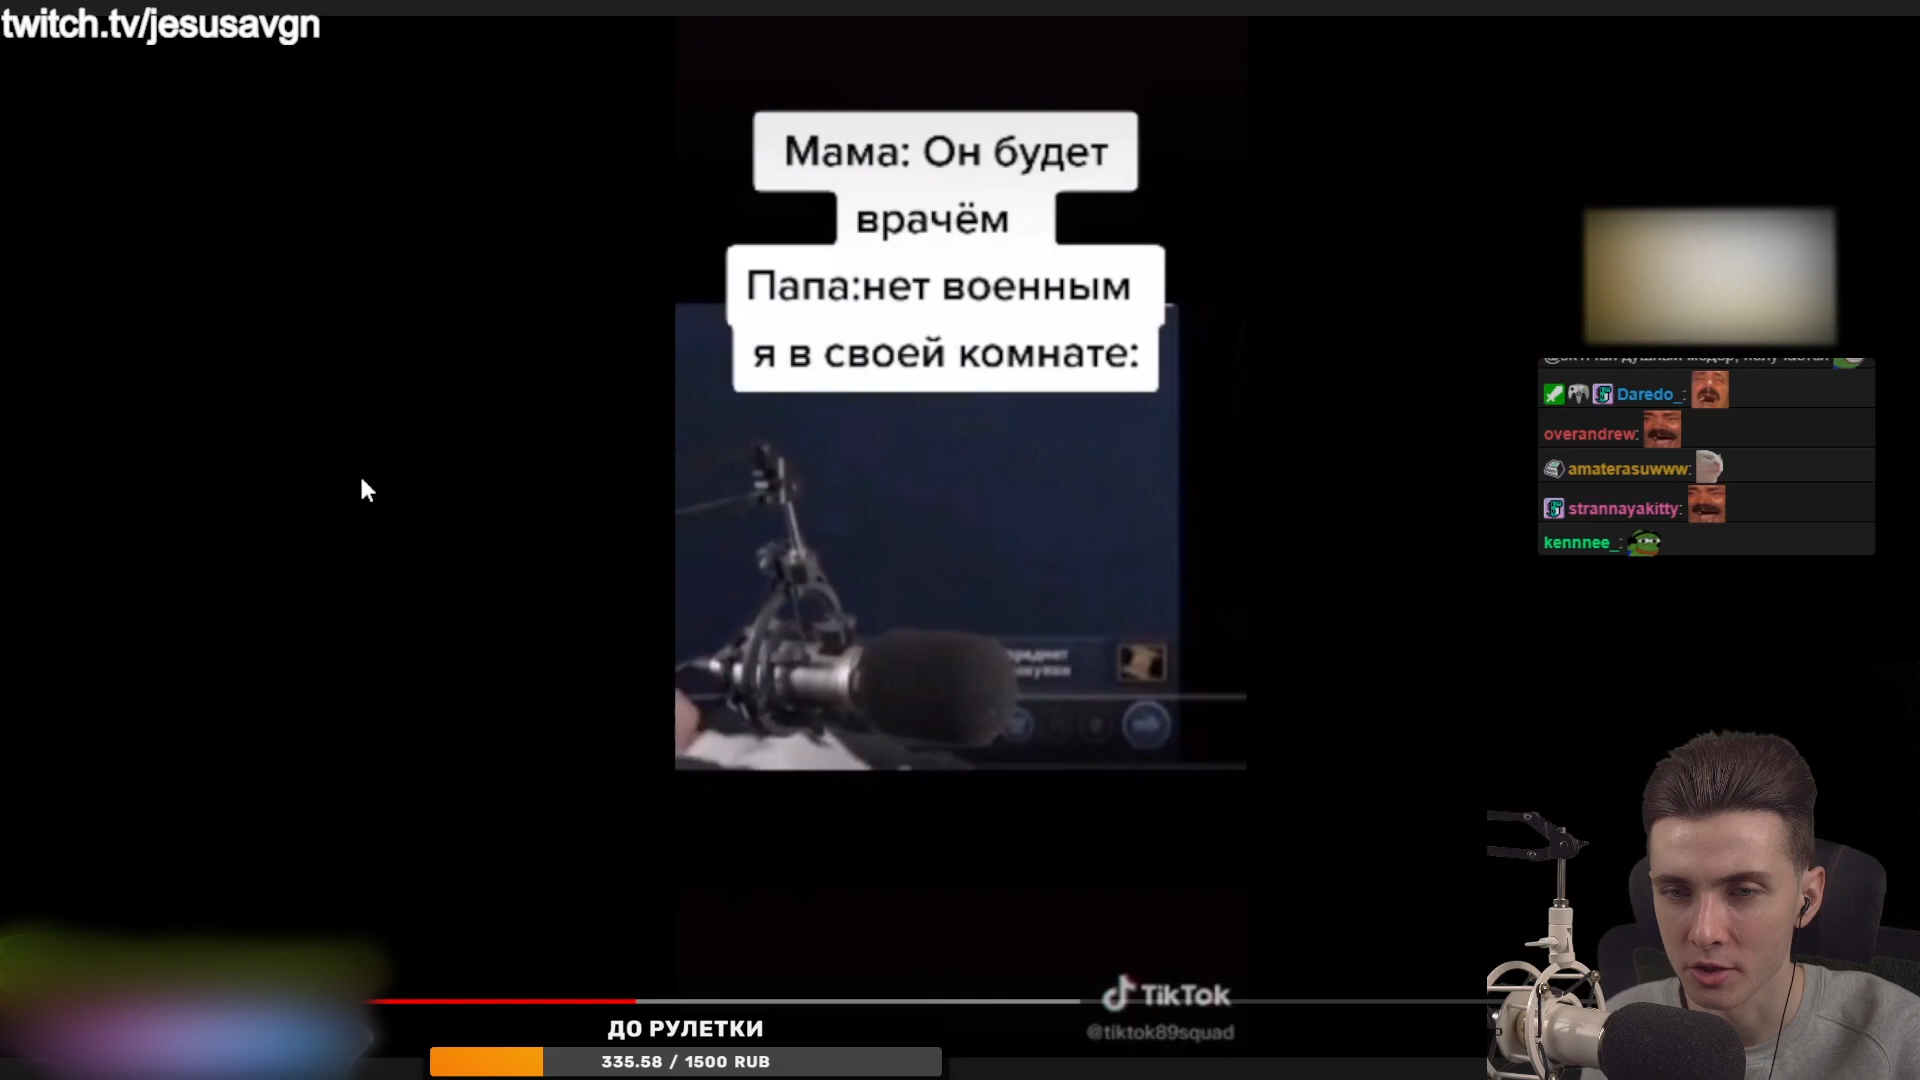 twitch.tv/jesusavgn
Мама: Он будет
врачём
Папа:нет военным
я в своей комнате:
Daredo_:
overandrew:
amaterasuwww:
strannayakitty:
kennnee_:
TikTok
@tiktok89squad
ДО РУЛЕТКИ
335.58 / 1500 RUB